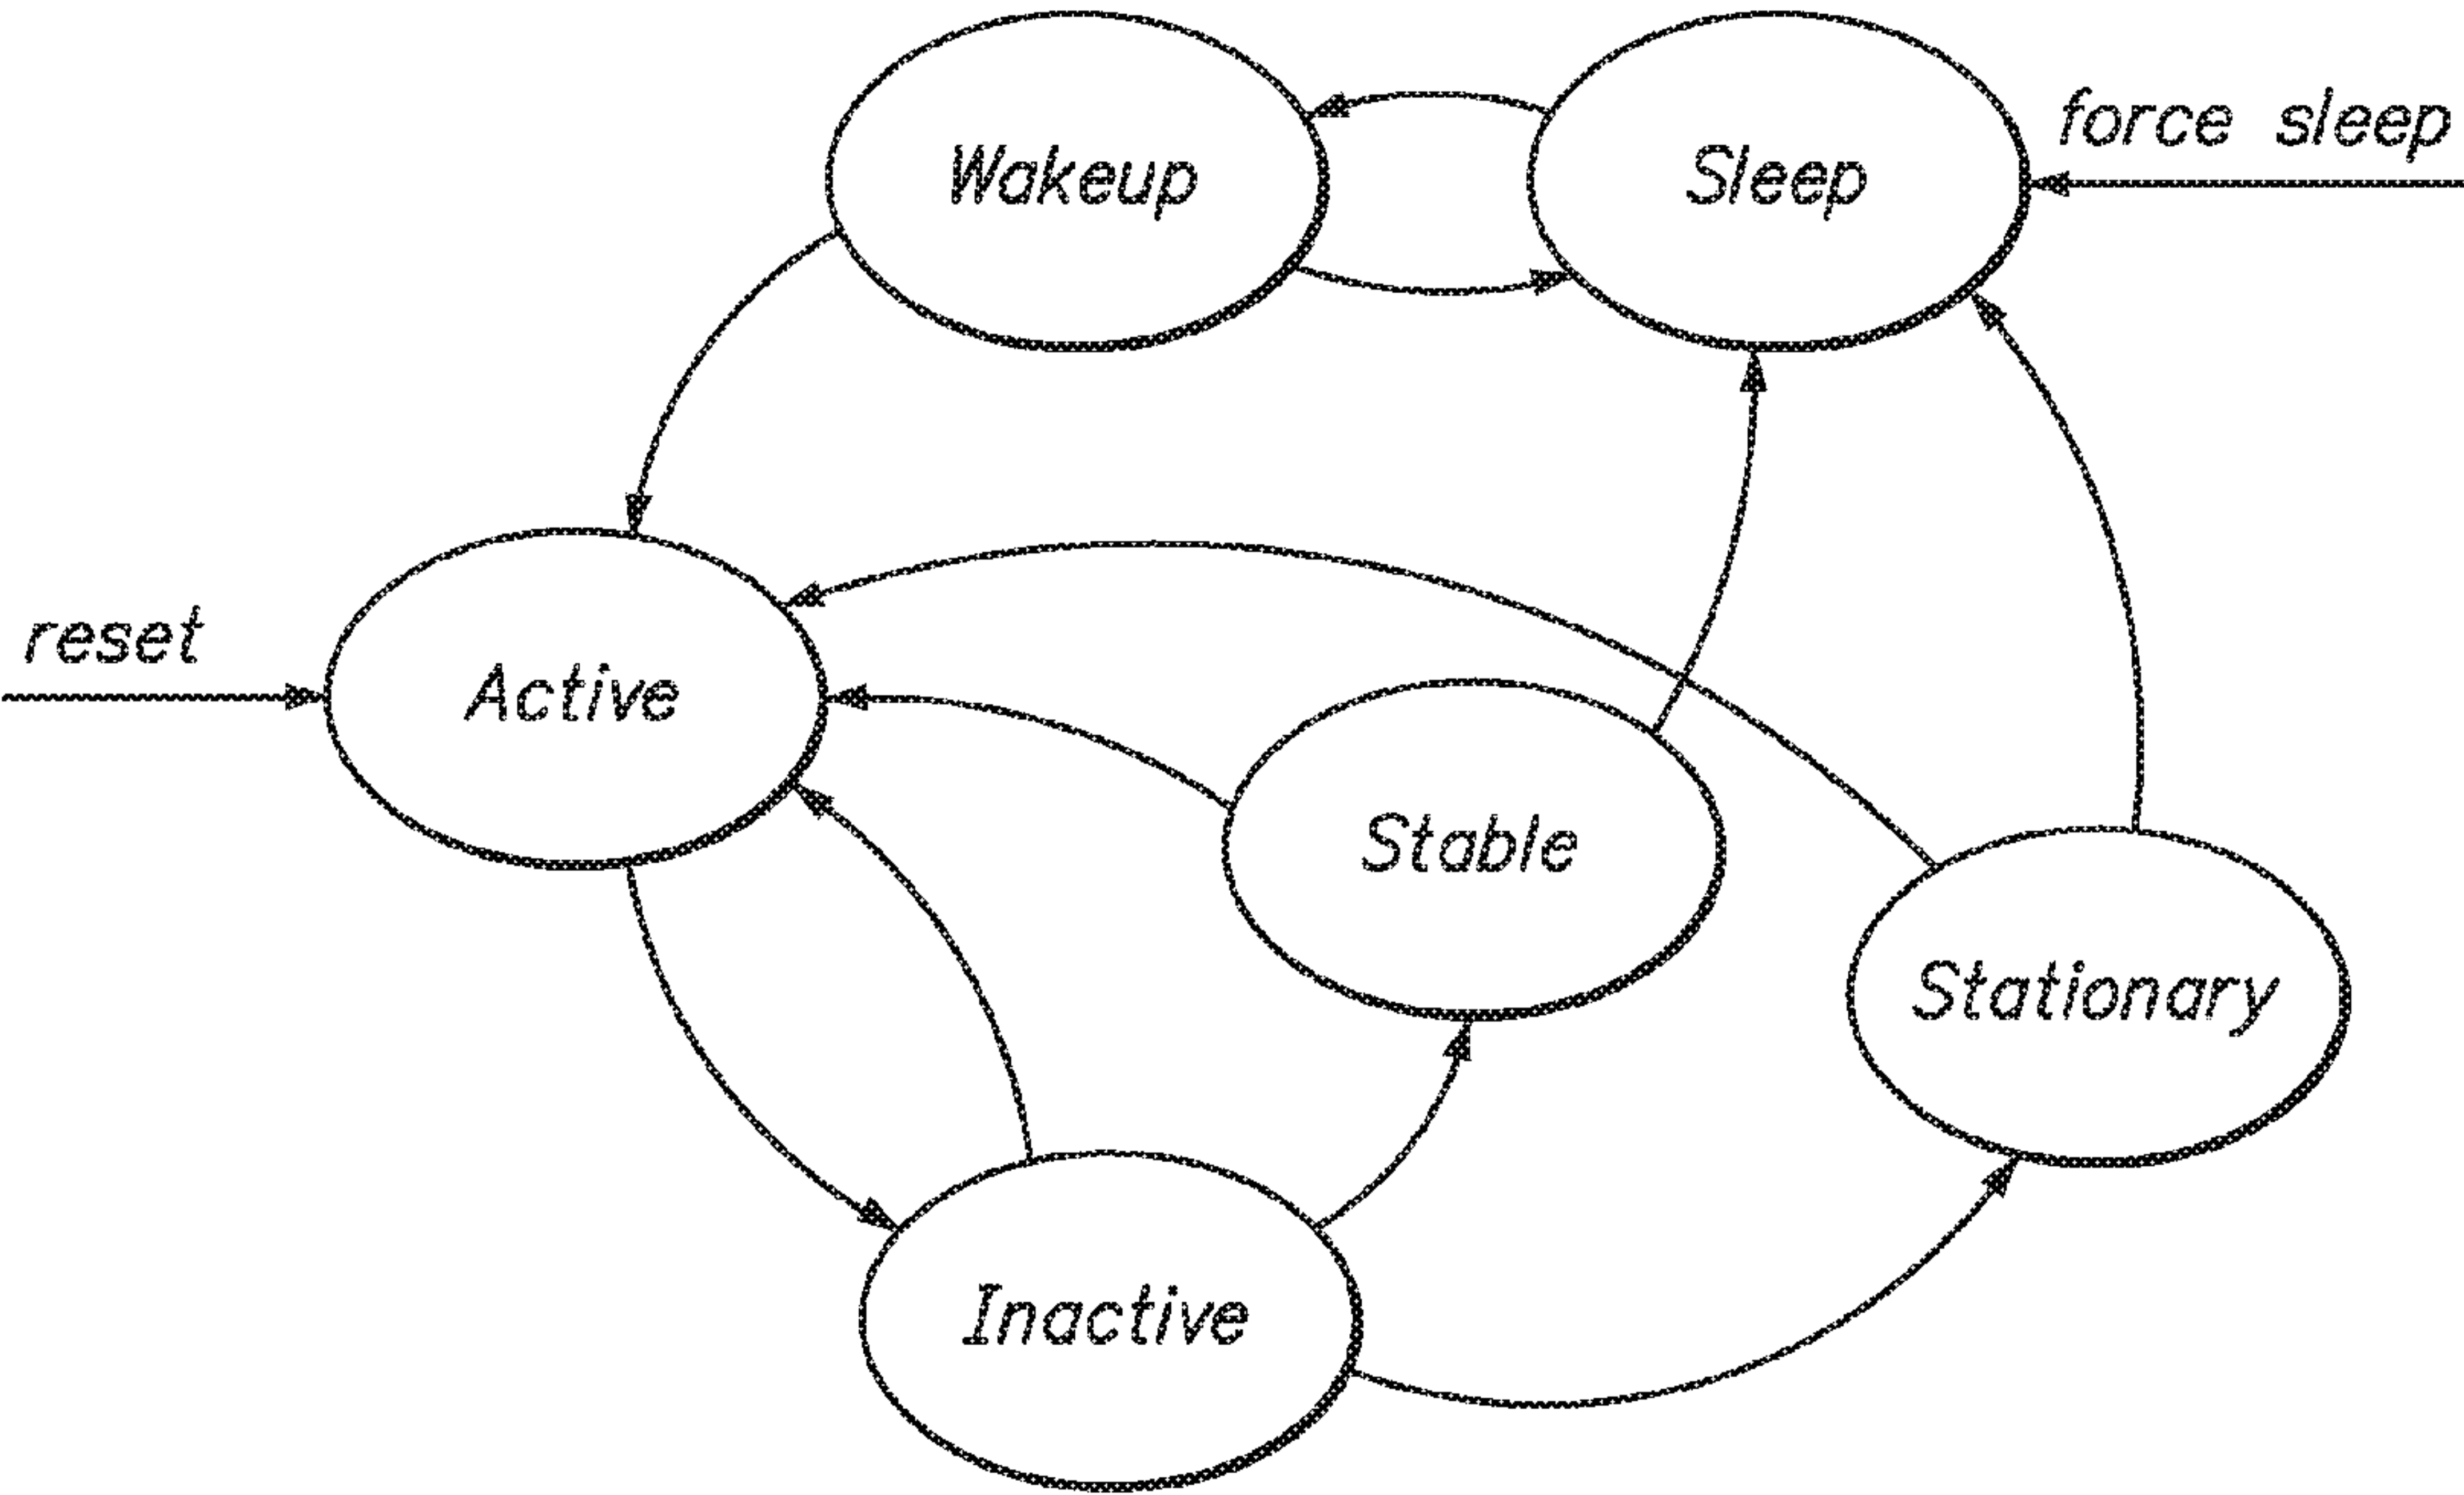 Wakeup
Sleep
force sleep
reset
Active
Stable
Stationary
Inactive